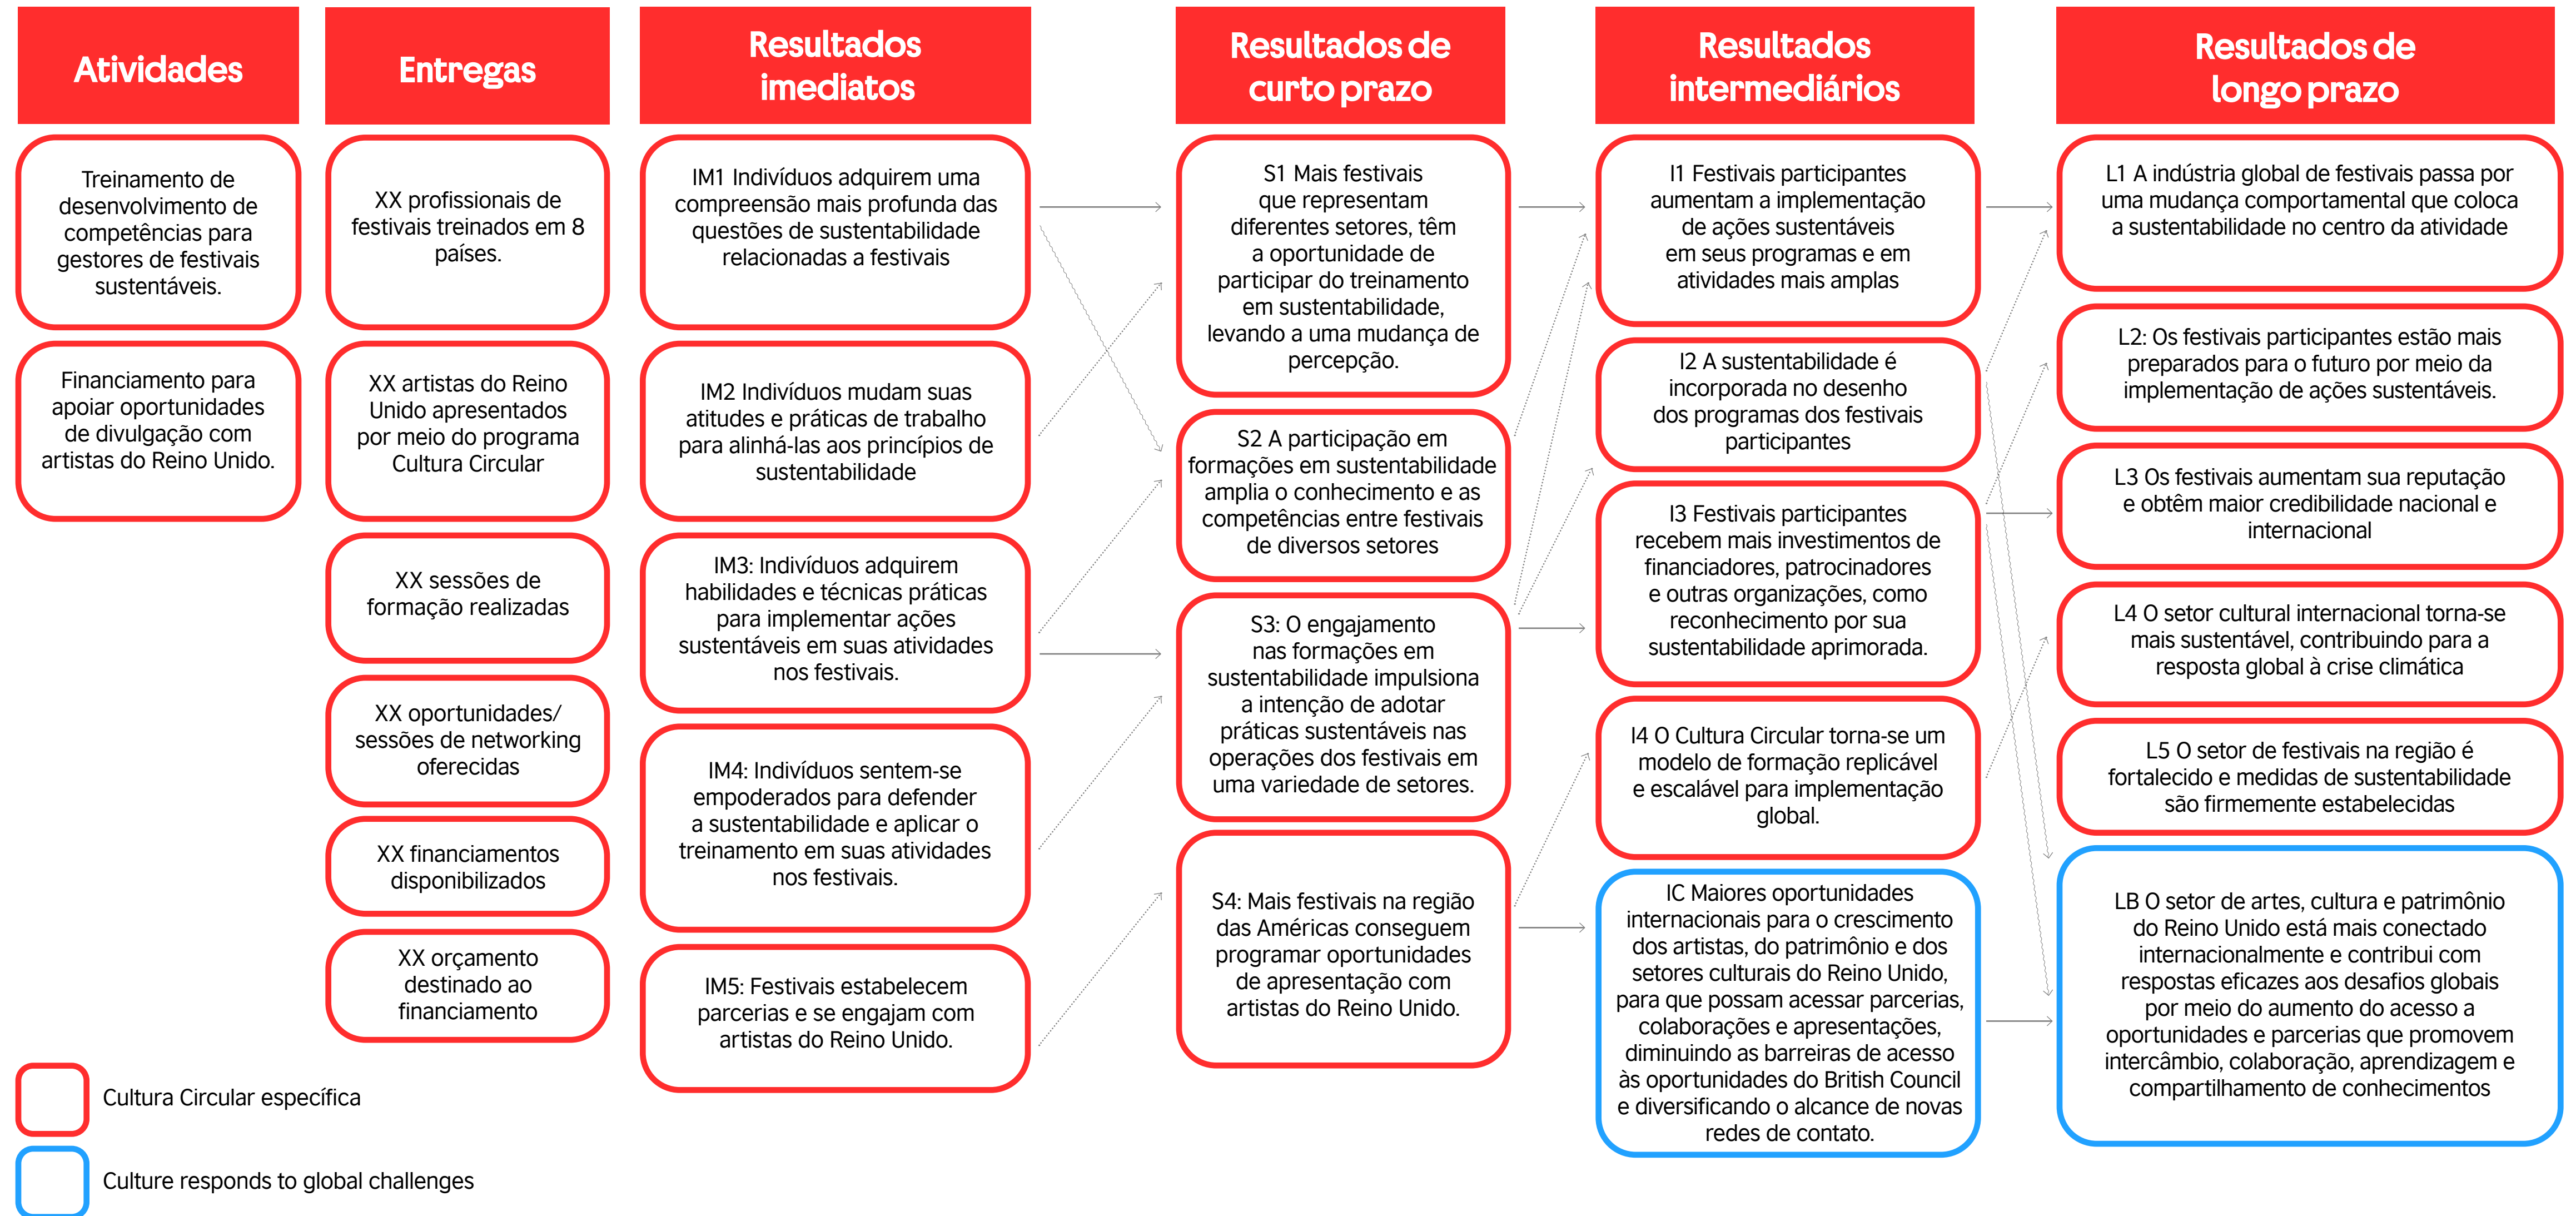 Atividades
Treinamento de
desenvolvimento de
competências para
gestores de festivais
sustentáveis.
Financiamento para
apoiar oportunidades
de divulgação com
artistas do Reino Unido.
Entregas
XX profissionais de
festivais treinados em 8
países.
XX artistas do Reino
Unido apresentados
por meio do programa
Cultura Circular
XX sessões de
formação realizadas
XX oportunidades/
sessões de networking
oferecidas
XX financiamentos
disponibilizados
XX orçamento
destinado ao
financiamento
Resultados
imediatos
IM1 Indivíduos adquirem uma
compreensão mais profunda das
questões de sustentabilidade
relacionadas a festivais
IM2 Indivíduos mudam suas
atitudes e práticas de trabalho
para alinhá-las aos princípios de
sustentabilidade
IM3: Indivíduos adquirem
habilidades e técnicas práticas
para implementar ações
sustentáveis em suas atividades
nos festivais.
IM4: Indivíduos sentem-se
empoderados para defender
a sustentabilidade e aplicar o
treinamento em suas atividades
nos festivais.
IM5: Festivais estabelecem
parcerias e se engajam com
artistas do Reino Unido.
Resultados de
curto prazo
S1 Mais festivais
que representam
diferentes setores, têm
a oportunidade de
participar do treinamento
em sustentabilidade,
levando a uma mudança de
percepção.
S2 A participação em
formações em sustentabilidade
amplia o conhecimento e as
competências entre festivais
de diversos setores
S3: O engajamento
nas formações em
sustentabilidade impulsiona
a intenção de adotar
práticas sustentáveis nas
operações dos festivais em
uma variedade de setores.
S4: Mais festivais na região
das Américas conseguem
programar oportunidades
de apresentação com
artistas do Reino Unido.
Resultados
intermediários
I1 Festivais participantes
aumentam a implementação
de ações sustentáveis
em seus programas e em
atividades mais amplas
I2 A sustentabilidade é
incorporada no desenho
dos programas dos festivais
participantes
I3 Festivais participantes
recebem mais investimentos de
financiadores, patrocinadores
e outras organizações, como
reconhecimento por sua
sustentabilidade aprimorada.
I4 O Cultura Circular torna-se um
modelo de formação replicável
e escalável para implementação
global.
IC Maiores oportunidades
internacionais para o crescimento
dos artistas, do patrimônio e dos
setores culturais do Reino Unido,
para que possam acessar parcerias,
colaborações e apresentações,
diminuindo as barreiras de acesso
às oportunidades do British Council
e diversificando o alcance de novas
redes de contato.
Resultados de
longo prazo
L1 A indústria global de festivais passa por
uma mudança comportamental que coloca
a sustentabilidade no centro da atividade
L2: Os festivais participantes estão mais
preparados para o futuro por meio da
implementação de ações sustentáveis.
L3 Os festivais aumentam sua reputação
e obtêm maior credibilidade nacional e
internacional
L4 O setor cultural internacional torna-se
mais sustentável, contribuindo para a
resposta global à crise climática
L5 O setor de festivais na região é
fortalecido e medidas de sustentabilidade
são firmemente estabelecidas
LB O setor de artes, cultura e patrimônio
do Reino Unido está mais conectado
internacionalmente e contribui com
respostas eficazes aos desafios globais
por meio do aumento do acesso a
oportunidades e parcerias que promovem
intercâmbio, colaboração, aprendizagem e
compartilhamento de conhecimentos
Cultura Circular específica
Culture responds to global challenges